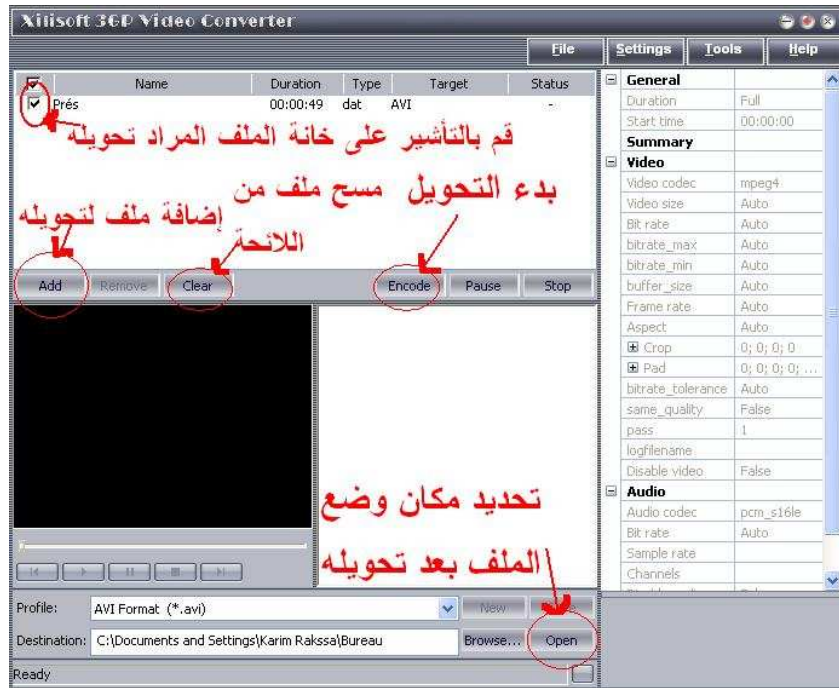 Xilisoft 3GP Video Converter
File Settings Tools Help
Name Duration Type Target Status
Prés 00:00:49 dat AVI -
قم بالتأشير على خانة الملف المراد تحويله
بدء التحويل
مسح ملف من
اللائحة
إضافة ملف لتحويله
Add Remove Clear Encode Pause Stop
تحديد مكان وضع
الملف بعد تحويله
Profile: AVI Format (*.avi) New
Destination: C:\Documents and Settings\Karim Rakssa\Bureau Browse... Open
Ready
General
Duration Full
Start time 00:00:00
Summary
Video
Video codec mpeg4
Video size Auto
Bit rate Auto
bitrate_max Auto
bitrate_min Auto
buffer_size Auto
Frame rate Auto
Aspect Auto
Crop 0; 0; 0; 0
Pad 0; 0; 0; 0; ...
bitrate_tolerance Auto
same_quality False
pass 1
logfilename
Disable video False
Audio
Audio codec pcm_s16le
Bit rate Auto
Sample rate
Channels